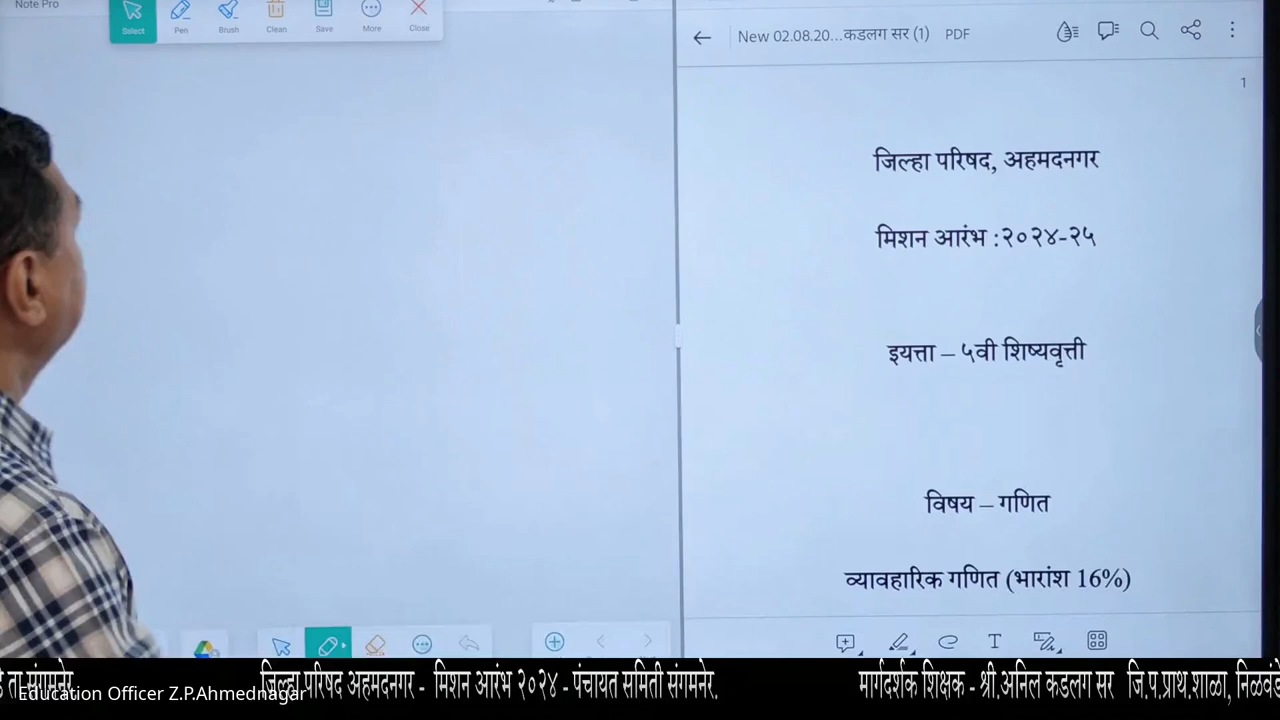 Note Pro
Select
Pen
Brush
Clean
Save
More
Close
New 02.08.20...कडलग सर (1) PDF
1
जिल्हा परिषद, अहमदनगर
मिशन आरंभ :२०२४-२५
इयत्ता – ५वी शिष्यवृत्ती
विषय – गणित
व्यावहारिक गणित (भारांश 16%)
ता संगमनेर जिल्हा परिषद अहमदनगर - मिशन आरंभ २०२४ - पंचायत समिती संगमनेर. मार्गदर्शक शिक्षक - श्री.अनिल कडलग सर जि.प.प्राथ.शाळा,
Education Officer Z.P.Ahmednagar